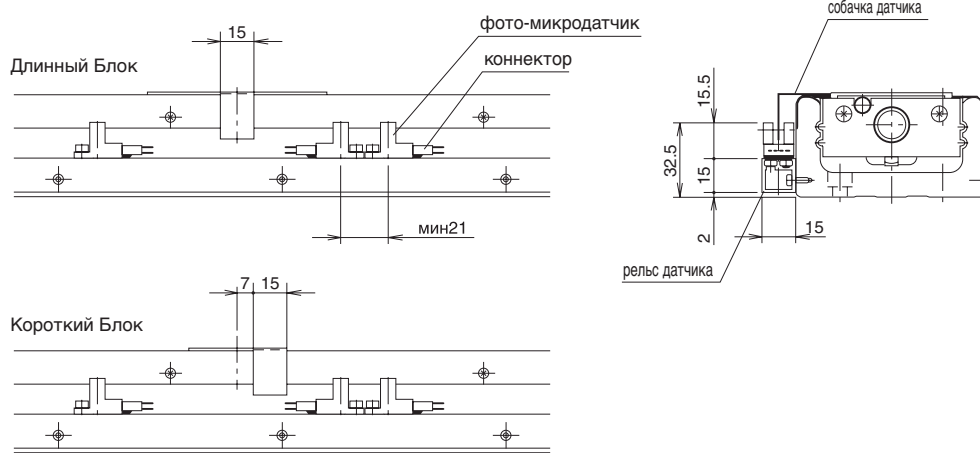 собачка датчика
15
фото-микродатчик
Длинный Блок
коннектор
15.5
32.5
15
2
15
мин21
рельс датчика
7
15
Короткий Блок